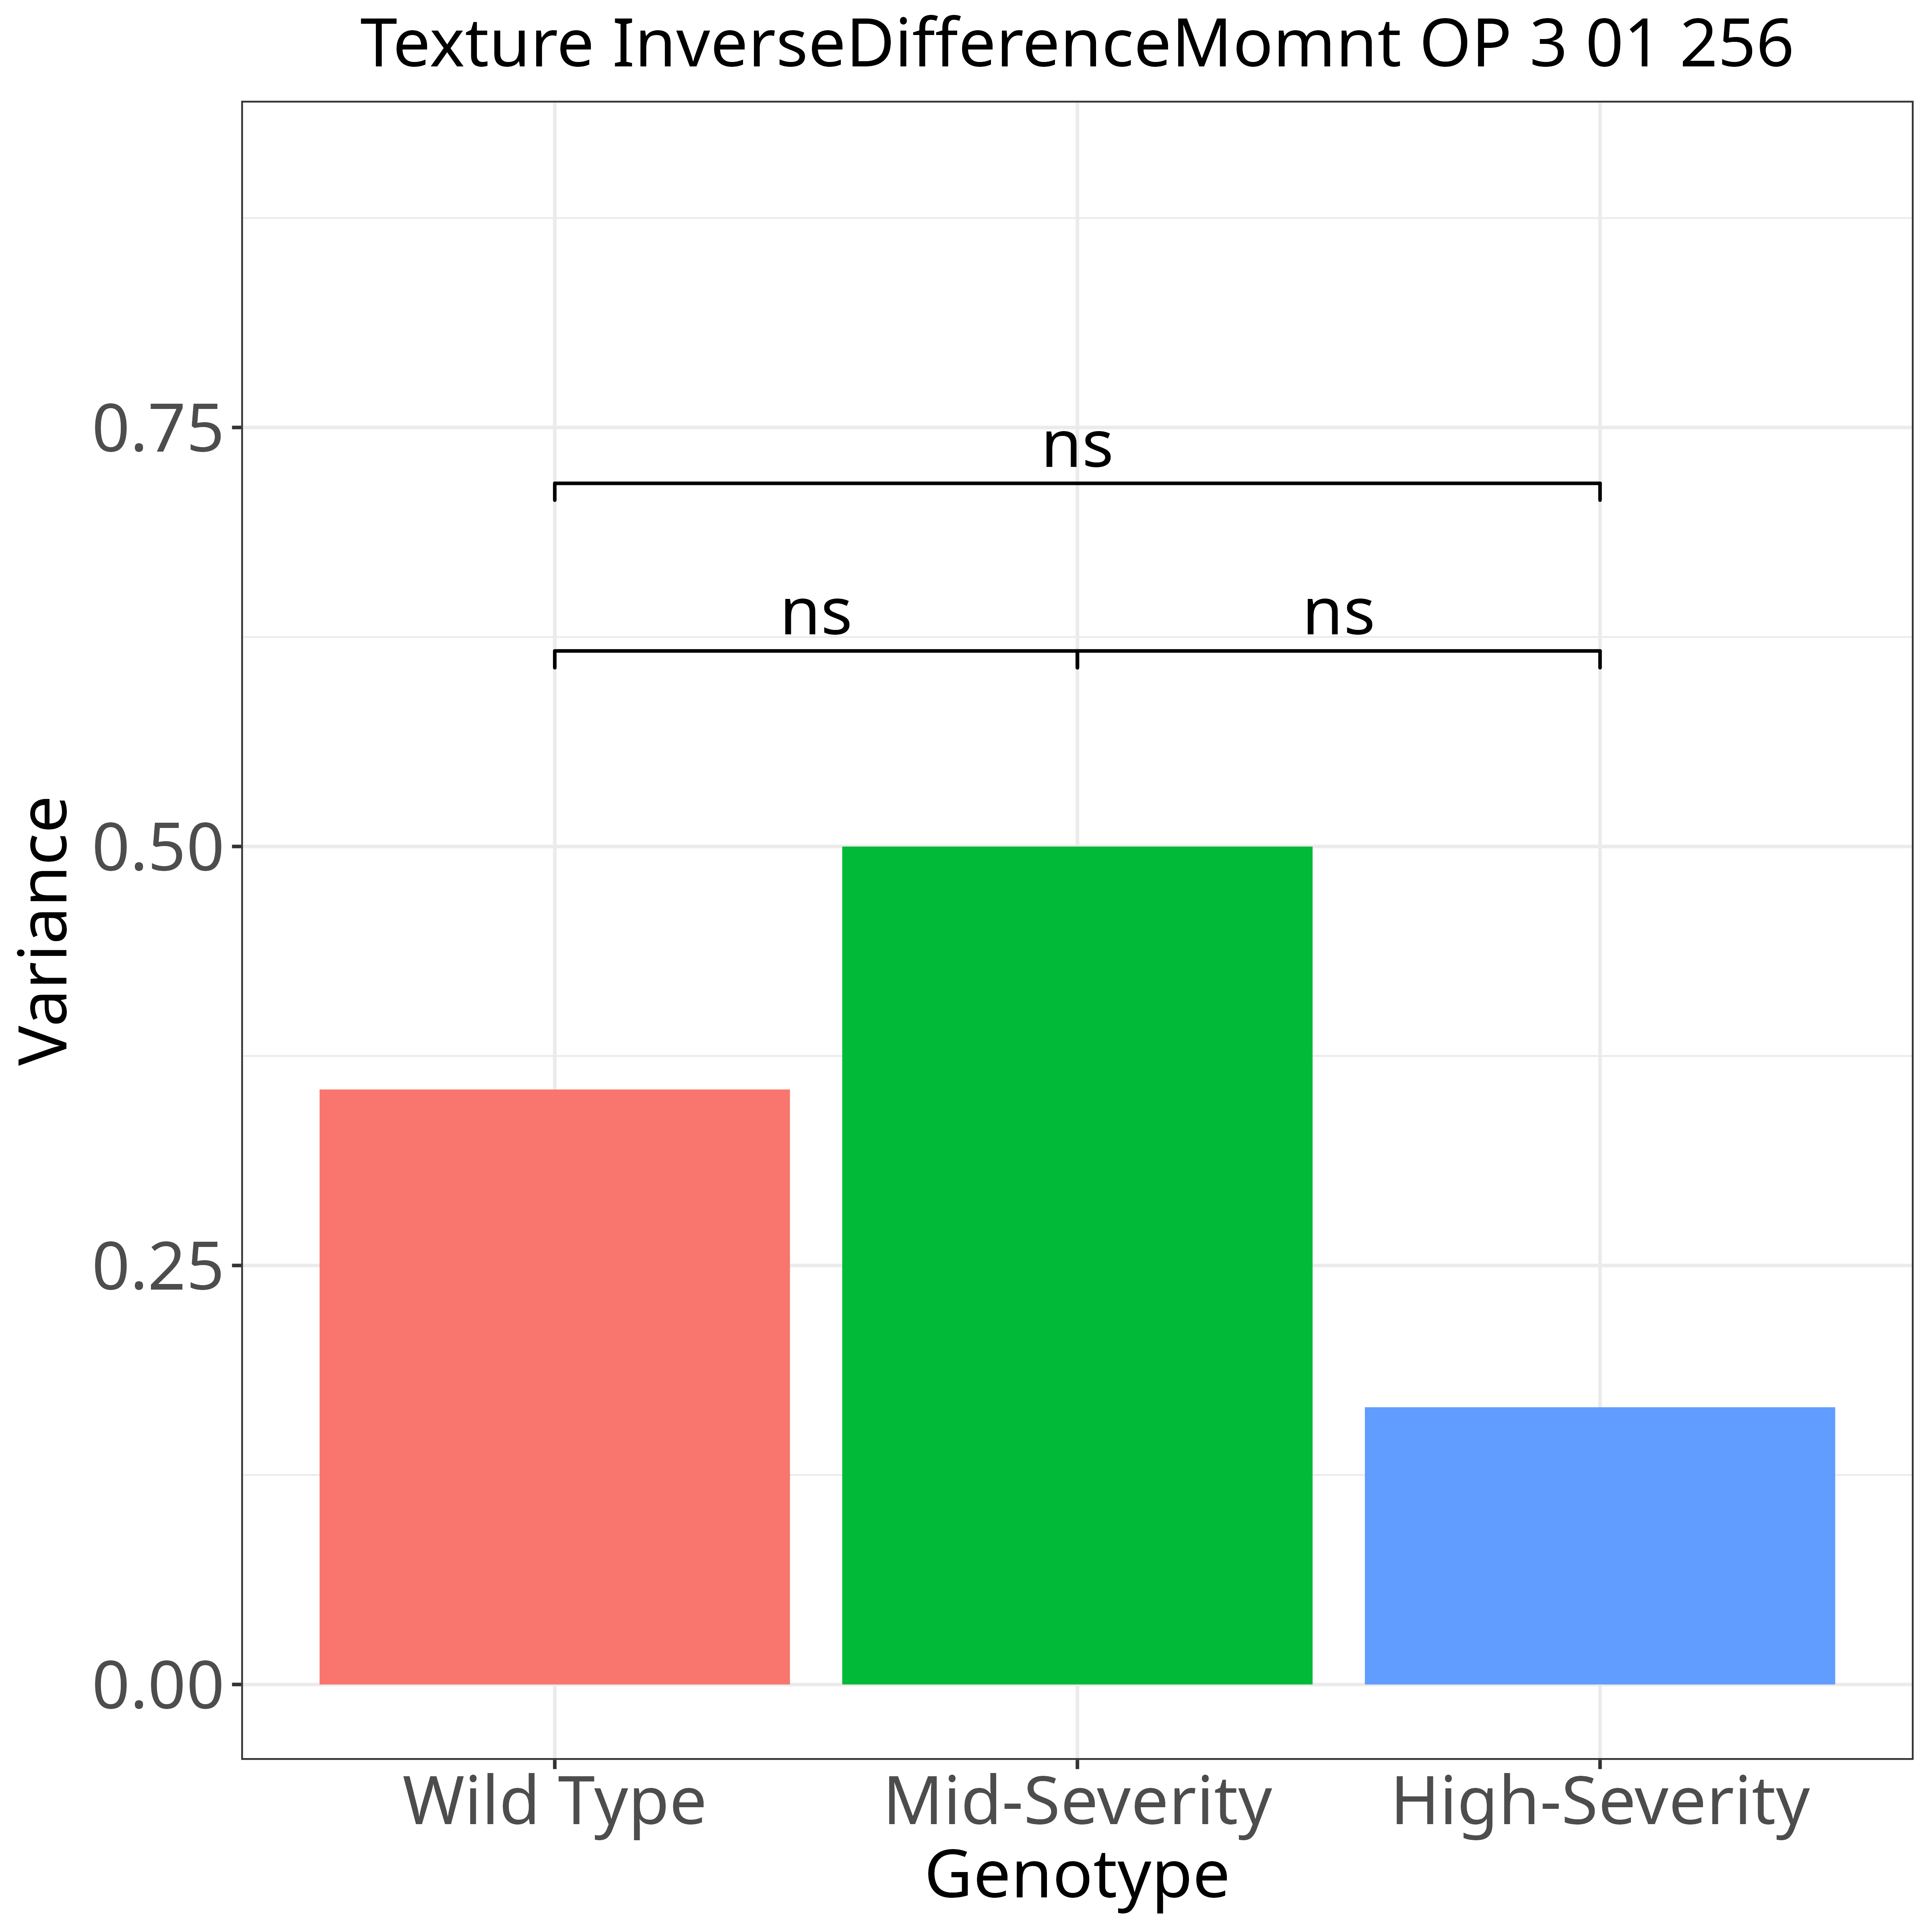 Texture InverseDifferenceMomnt OP 3 01 256
0.75
ns
ns ns
0.50
Variance
0.25
0.00
Wild Type Mid-Severity High-Severity
Genotype